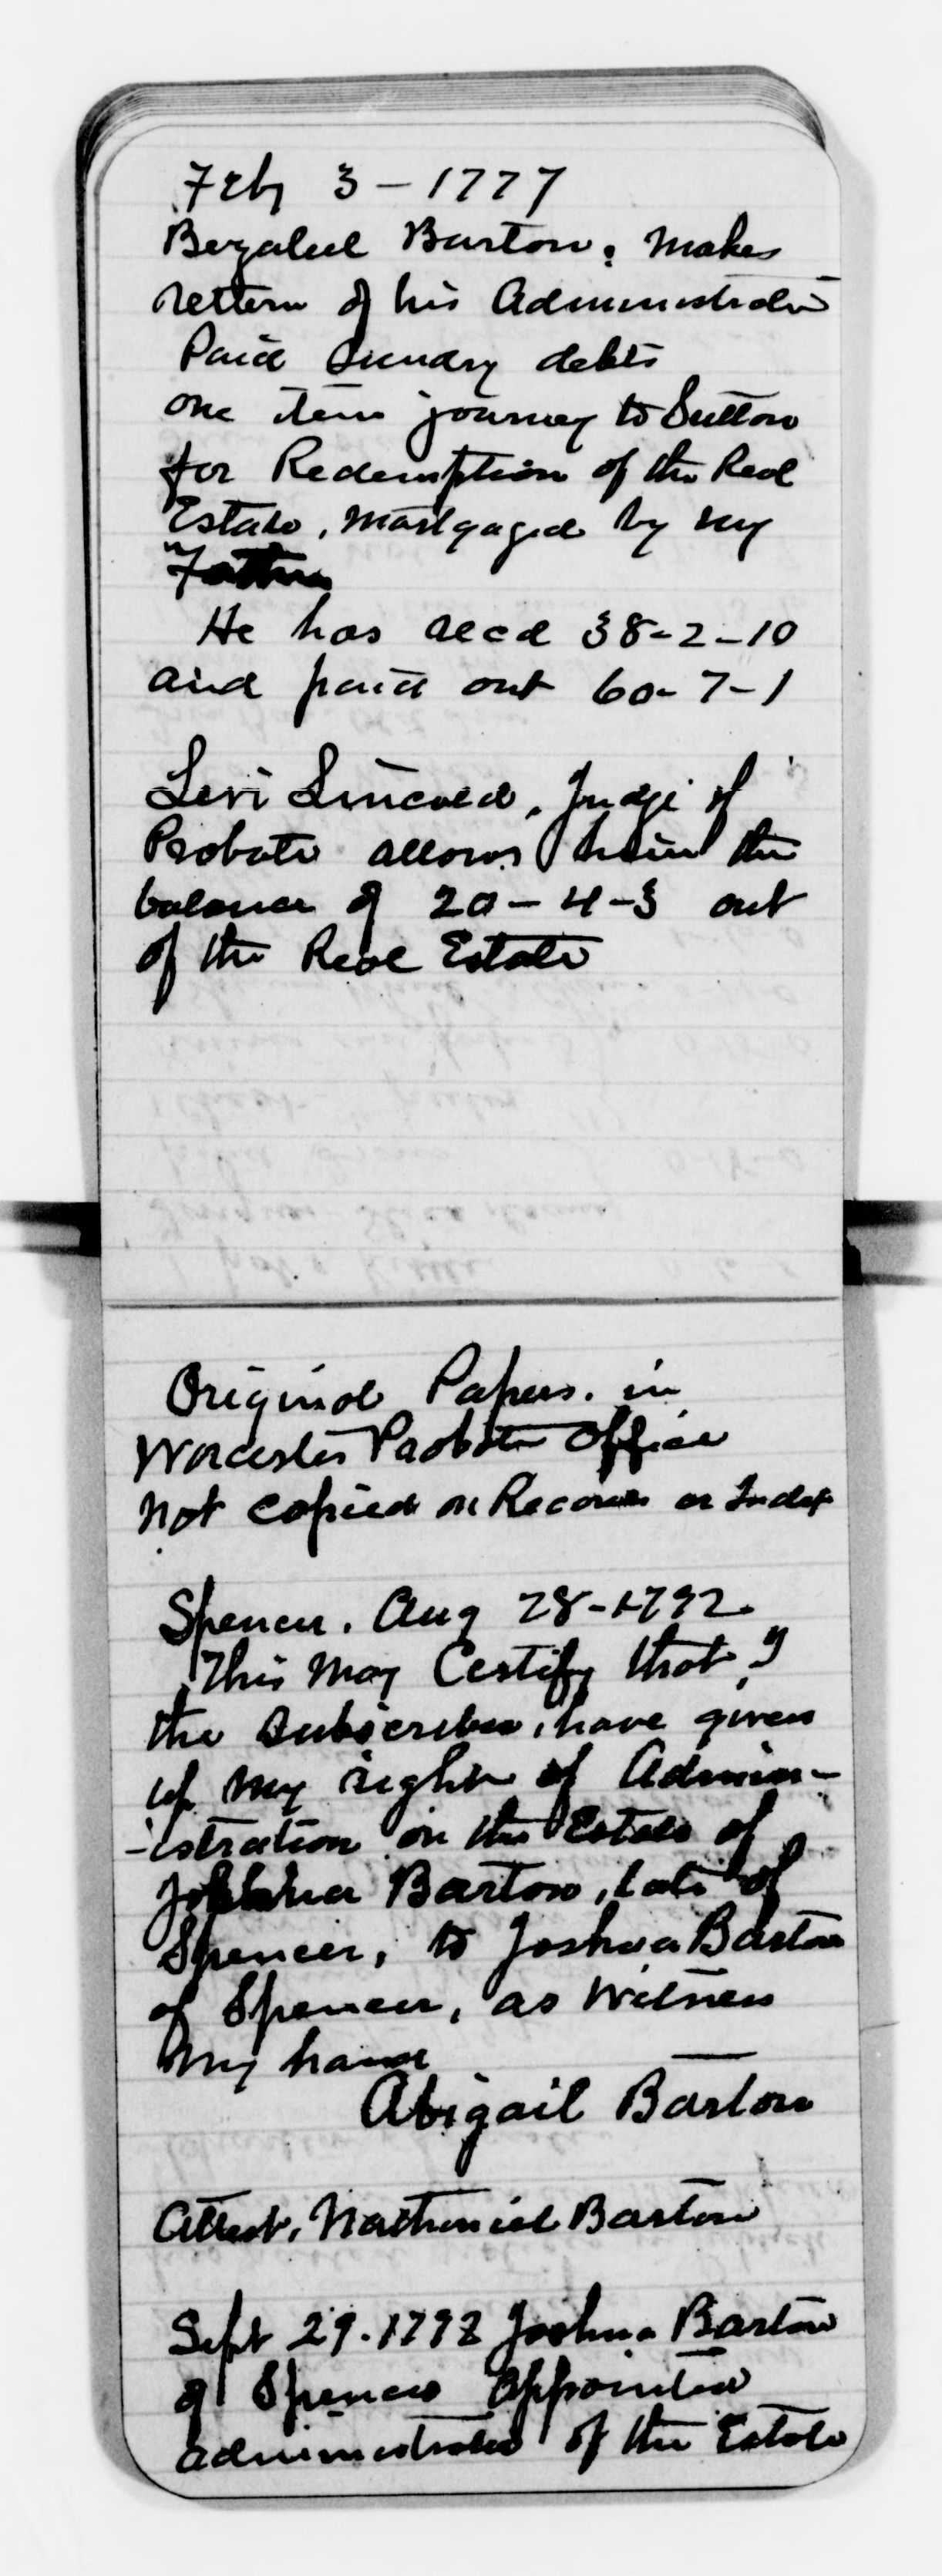 Feby 3 - 1777
Bezaleel Barton, Makes
return of his Administratn
Paid Sundry debts
one item journey to Sutton
for Redemption of the Real
Estate, Mortgaged by my
"Father
He has recd 38-2-10
and paid out 60-7-1
Levi Lincoln, Judge of
Probate allows him the
balance of 20-4-3 out
of the Real Estate
Original Papers. in
Worcester Probate Office
Not copied on Records or Index
Spencer. Aug 28-1792.
This May Certify that I
the Subscriber, have given
up My right of Admin-
-istration on the Estate of
Joshua Barton, late of
Spencer, to Joshua Barton
of Spencer, as Witness
My hand
Abigail Barton
Attest, Nathaniel Barton
Sept 29. 1792 Joshua Barton
of Spencer Appointed
administrator of the Estate